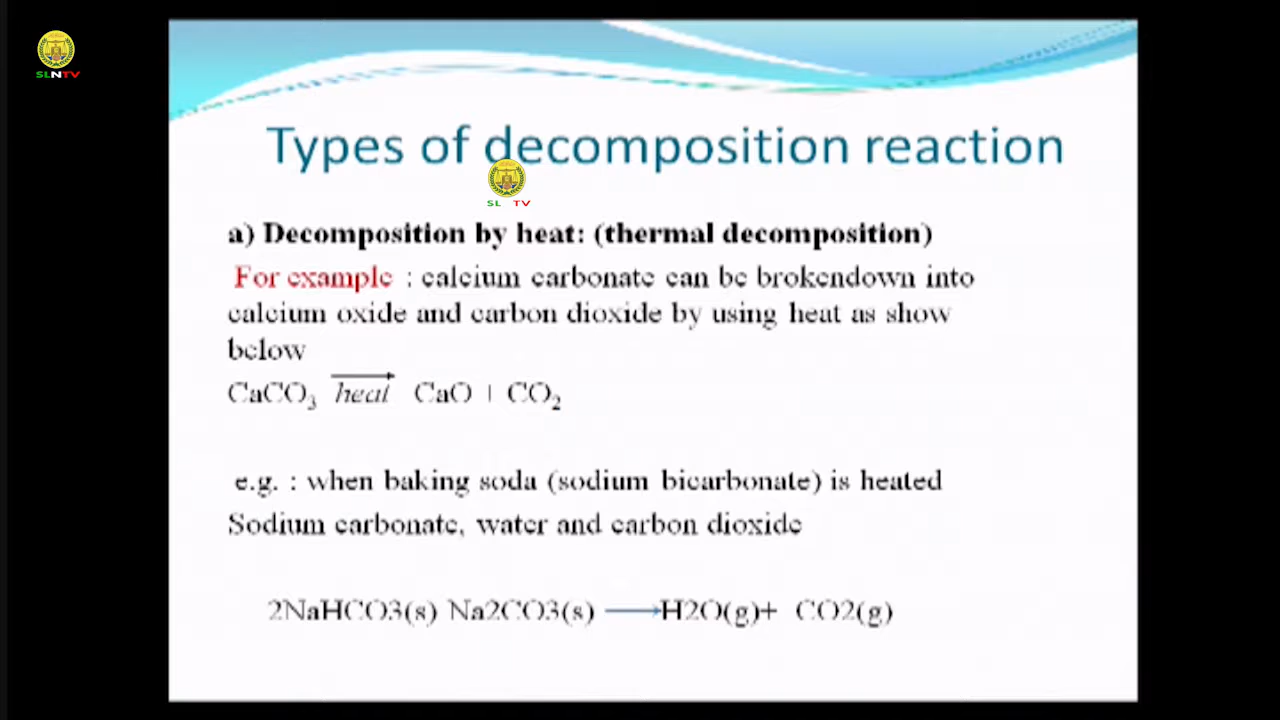 SLNTV
Types of decomposition reaction
SL TV
a) Decomposition by heat: (thermal decomposition)
For example : calcium carbonate can be brokendown into
calcium oxide and carbon dioxide by using heat as show
below
CaCO₃ heat CaO + CO₂
e.g. : when baking soda (sodium bicarbonate) is heated
Sodium carbonate, water and carbon dioxide
2NaHCO3(s) Na2CO3(s) ⟶H2O(g)+ CO2(g)